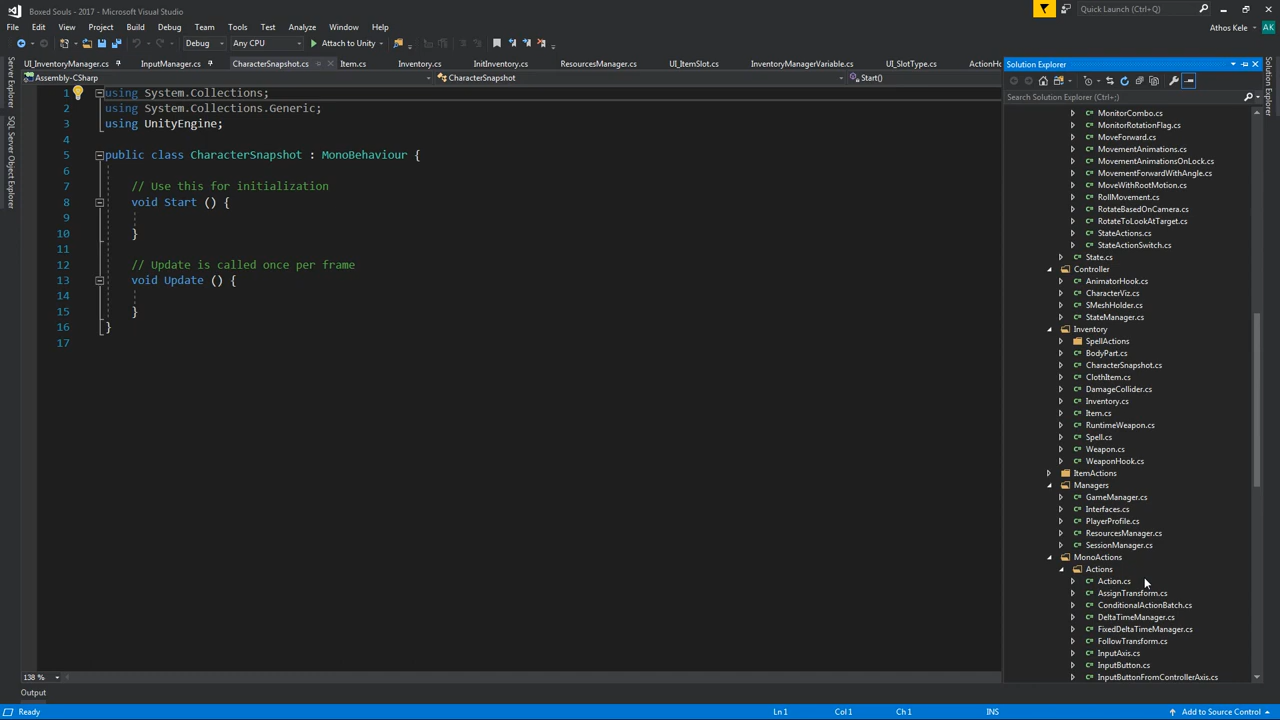 Boxed Souls - 2017 - Microsoft Visual Studio
Quick Launch (Ctrl+Q)
File Edit View Project Build Debug Team Tools Test Analyze Window Help
Athos Kele AK
Debug Any CPU Attach to Unity
UI_InventoryManager.cs InputManager.cs CharacterSnapshot.cs Item.cs Inventory.cs InitInventory.cs ResourcesManager.cs UI_ItemSlot.cs InventoryManagerVariable.cs UI_SlotType.cs ActionHo
Assembly-CSharp CharacterSnapshot Start()
Server Explorer
SQL Server Object Explorer
1 using System.Collections;
2 using System.Collections.Generic;
3 using UnityEngine;
4
5 public class CharacterSnapshot : MonoBehaviour {
6
7 // Use this for initialization
8 void Start () {
9
10 }
11
12 // Update is called once per frame
13 void Update () {
14
15 }
16 }
17
138 %
Solution Explorer
Search Solution Explorer (Ctrl+;)
MonitorCombo.cs
MonitorRotationFlag.cs
MoveForward.cs
MovementAnimations.cs
MovementAnimationsOnLock.cs
MovementForwardWithAngle.cs
MoveWithRootMotion.cs
RollMovement.cs
RotateBasedOnCamera.cs
RotateToLookAtTarget.cs
StateActions.cs
StateActionSwitch.cs
State.cs
Controller
AnimatorHook.cs
CharacterViz.cs
SMeshHolder.cs
StateManager.cs
Inventory
SpellActions
BodyPart.cs
CharacterSnapshot.cs
ClothItem.cs
DamageCollider.cs
Inventory.cs
Item.cs
RuntimeWeapon.cs
Spell.cs
Weapon.cs
WeaponHook.cs
ItemActions
Managers
GameManager.cs
Interfaces.cs
PlayerProfile.cs
ResourcesManager.cs
SessionManager.cs
MonoActions
Actions
Action.cs
AssignTransform.cs
ConditionalActionBatch.cs
DeltaTimeManager.cs
FixedDeltaTimeManager.cs
FollowTransform.cs
InputAxis.cs
InputButton.cs
InputButtonFromControllerAxis.cs
Solution Explorer
Output
Ready Ln 1 Col 1 Ch 1 INS Add to Source Control